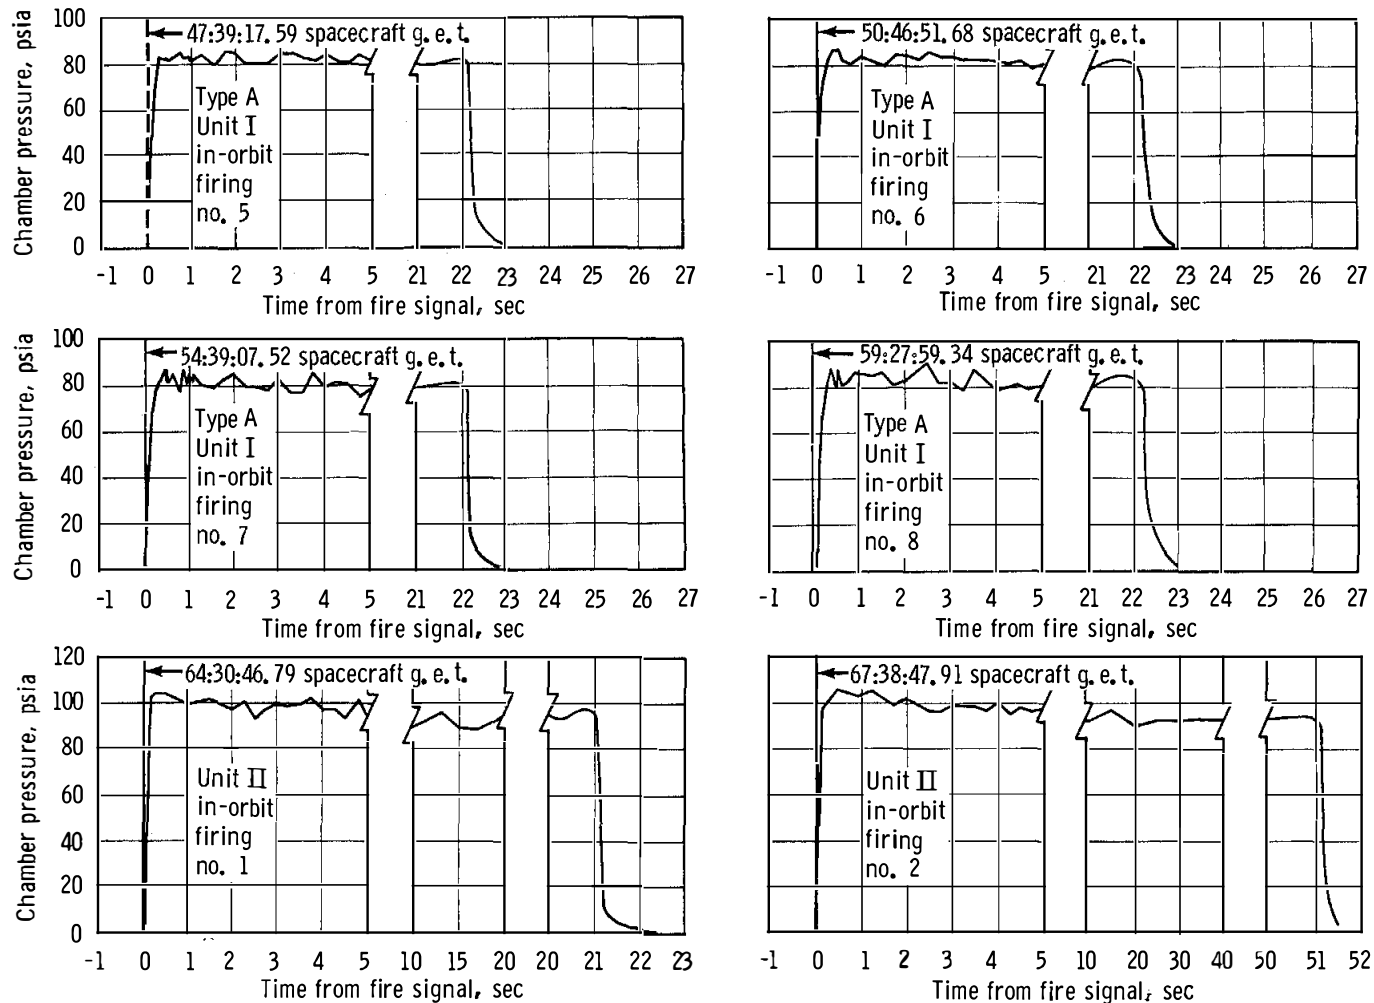 Chamber pressure, psia
100
80
60
40
20
0
47:39:17.59 spacecraft g.e.t.
Type A
Unit I
in-orbit
firing
no. 5
-1 0 1 2 3 4 5 21 22 23 24 25 26 27
Time from fire signal, sec
50:46:51.68 spacecraft g.e.t.
Type A
Unit I
in-orbit
firing
no. 6
-1 0 1 2 3 4 5 21 22 23 24 25 26 27
Time from fire signal, sec
Chamber pressure, psia
100
80
60
40
20
0
54:39:07.52 spacecraft g.e.t.
Type A
Unit I
in-orbit
firing
no. 7
-1 0 1 2 3 4 5 21 22 23 24 25 26 27
Time from fire signal, sec
59:27:59.34 spacecraft g.e.t.
Type A
Unit I
in-orbit
firing
no. 8
-1 0 1 2 3 4 5 21 22 23 24 25 26 27
Time from fire signal, sec
Chamber pressure, psia
120
100
80
60
40
20
0
64:30:46.79 spacecraft g.e.t.
Unit II
in-orbit
firing
no. 1
-1 0 1 2 3 4 5 10 15 20 20 21 22 23
Time from fire signal, sec
67:38:47.91 spacecraft g.e.t.
Unit II
in-orbit
firing
no. 2
-1 0 1 2 3 4 5 10 20 30 40 50 51 52
Time from fire signal, sec